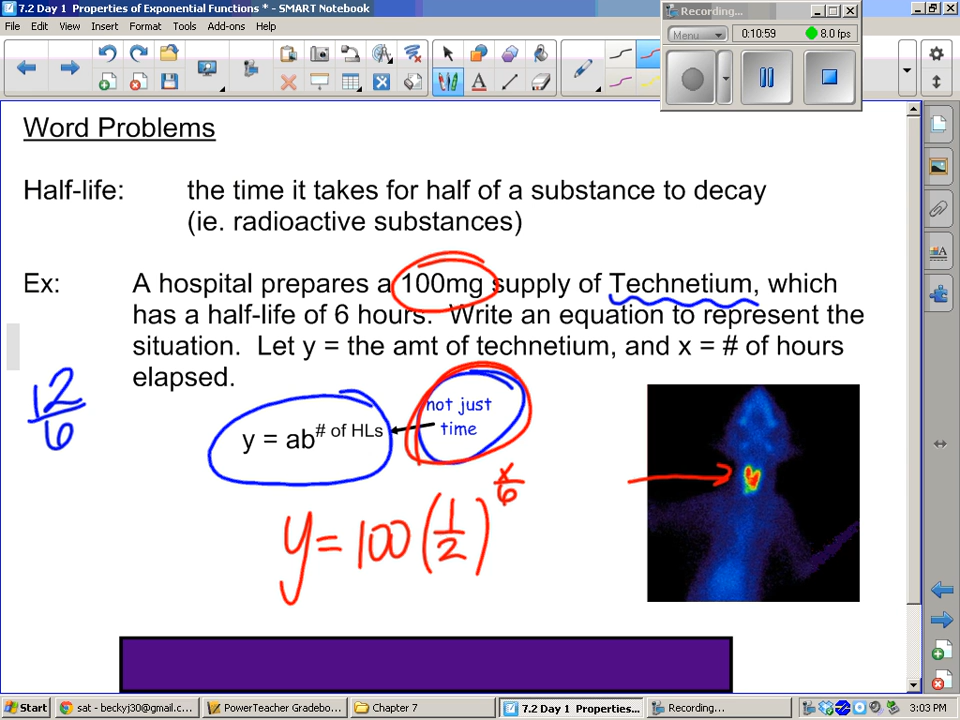 7.2 Day 1  Properties of Exponential Functions * - SMART Notebook
File Edit View Insert Format Tools Add-ons Help
Recording...
Menu 0:10:59 8.0 fps
Word Problems
Half-life: the time it takes for half of a substance to decay
(ie. radioactive substances)
Ex: A hospital prepares a 100mg supply of Technetium, which
has a half-life of 6 hours. Write an equation to represent the
situation. Let y = the amt of technetium, and x = # of hours
elapsed.
12/6
y = ab^# of HLs
not just
time
y = 100(1/2)^x/6
Start sat - beckyj30@gmail.c... PowerTeacher Gradebo... Chapter 7 7.2 Day 1 Properties... Recording... 3:03 PM